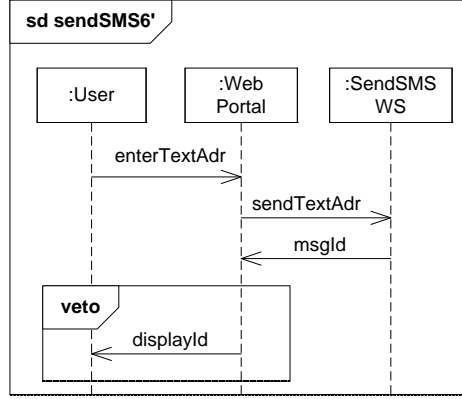 sd sendSMS6'
:User
:Web
Portal
:SendSMS
WS
enterTextAdr
sendTextAdr
msgId
veto
displayId